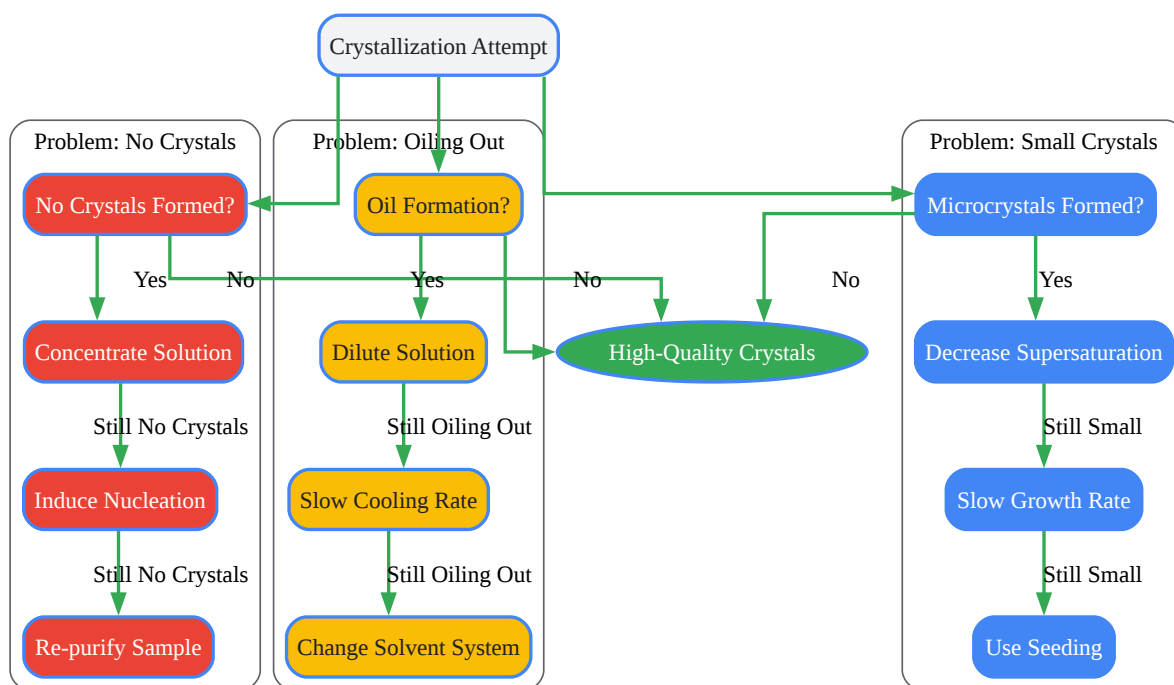 Crystallization Attempt
Problem: No Crystals
Problem: Oiling Out
Problem: Small Crystals
No Crystals Formed?
Oil Formation?
Microcrystals Formed?
Yes
No
Yes
No
No
Yes
Concentrate Solution
Dilute Solution
High-Quality Crystals
Decrease Supersaturation
Still No Crystals
Still Oiling Out
Still Small
Induce Nucleation
Slow Cooling Rate
Slow Growth Rate
Still No Crystals
Still Oiling Out
Still Small
Re-purify Sample
Change Solvent System
Use Seeding